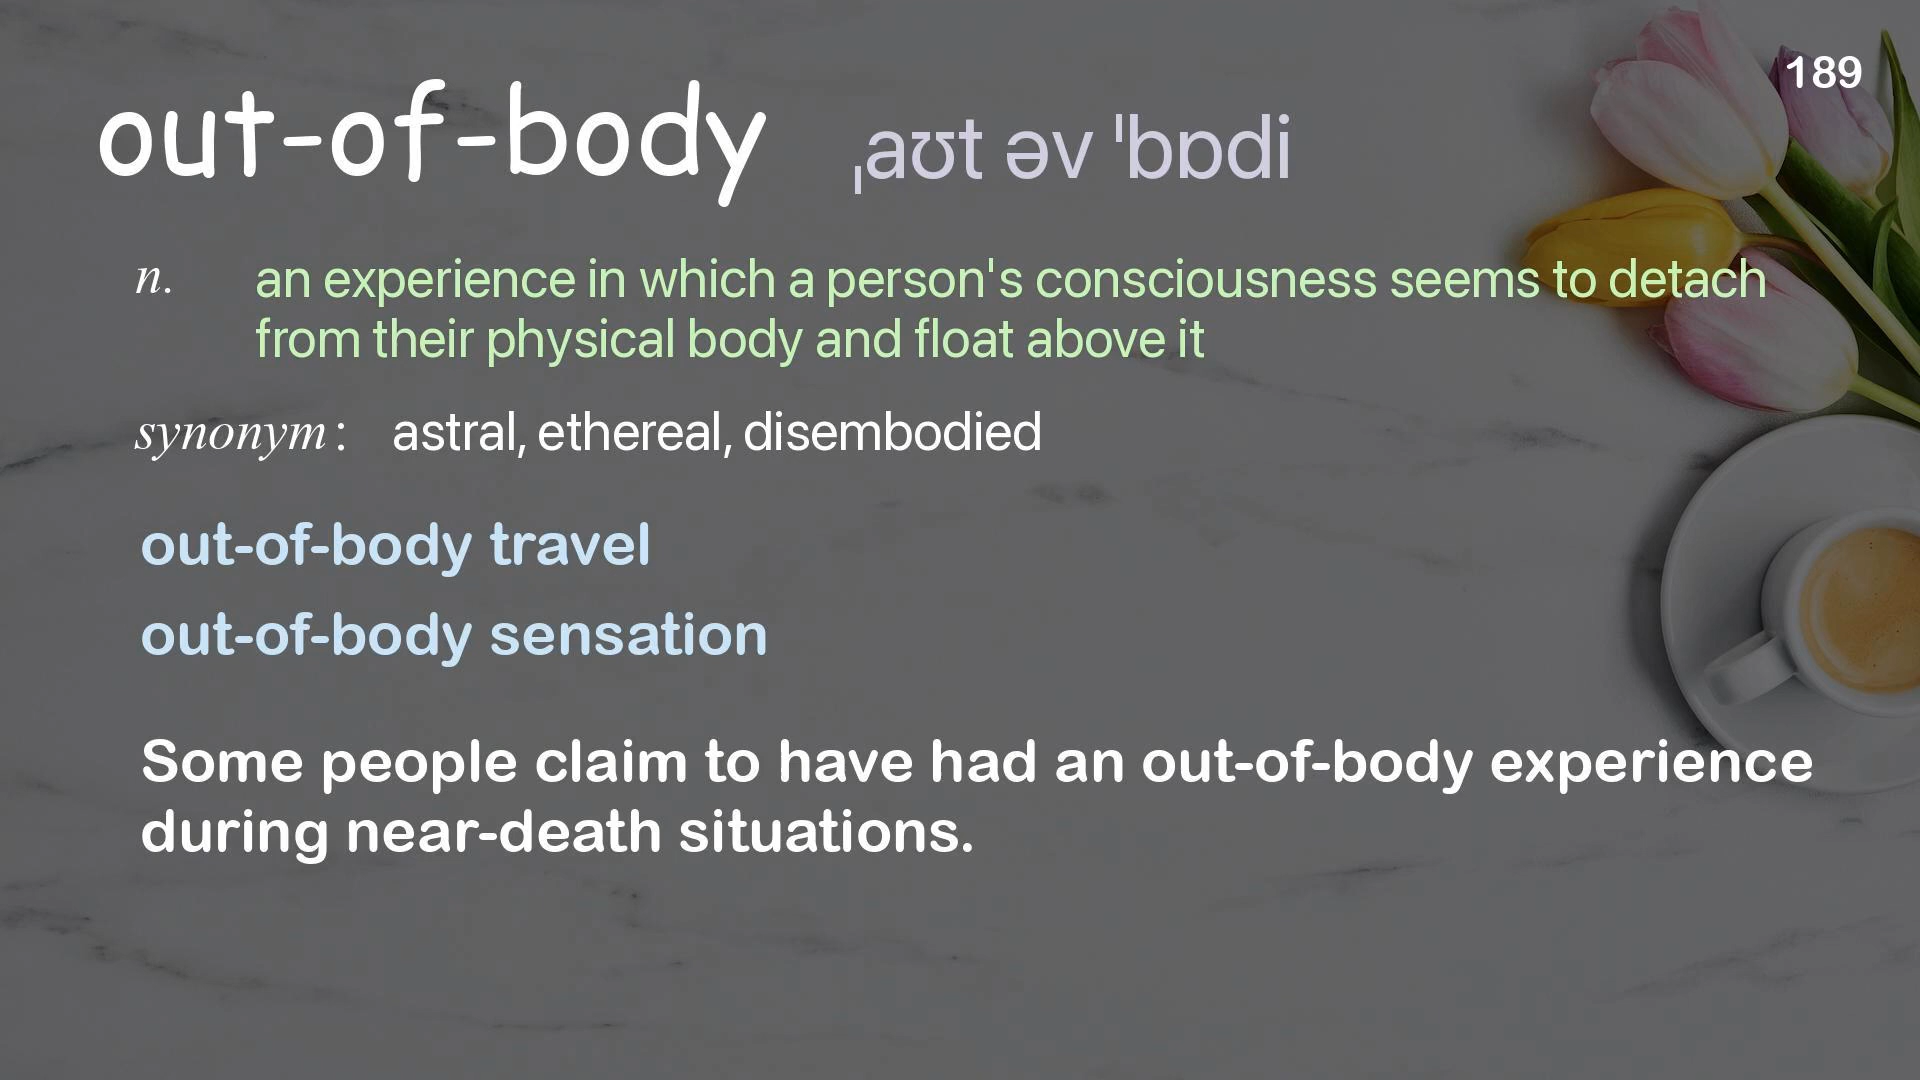 189
out-of-body ˌaʊt əv ˈbɒdi
n. an experience in which a person's consciousness seems to detach
from their physical body and float above it
synonym: astral, ethereal, disembodied
out-of-body travel
out-of-body sensation
Some people claim to have had an out-of-body experience
during near-death situations.